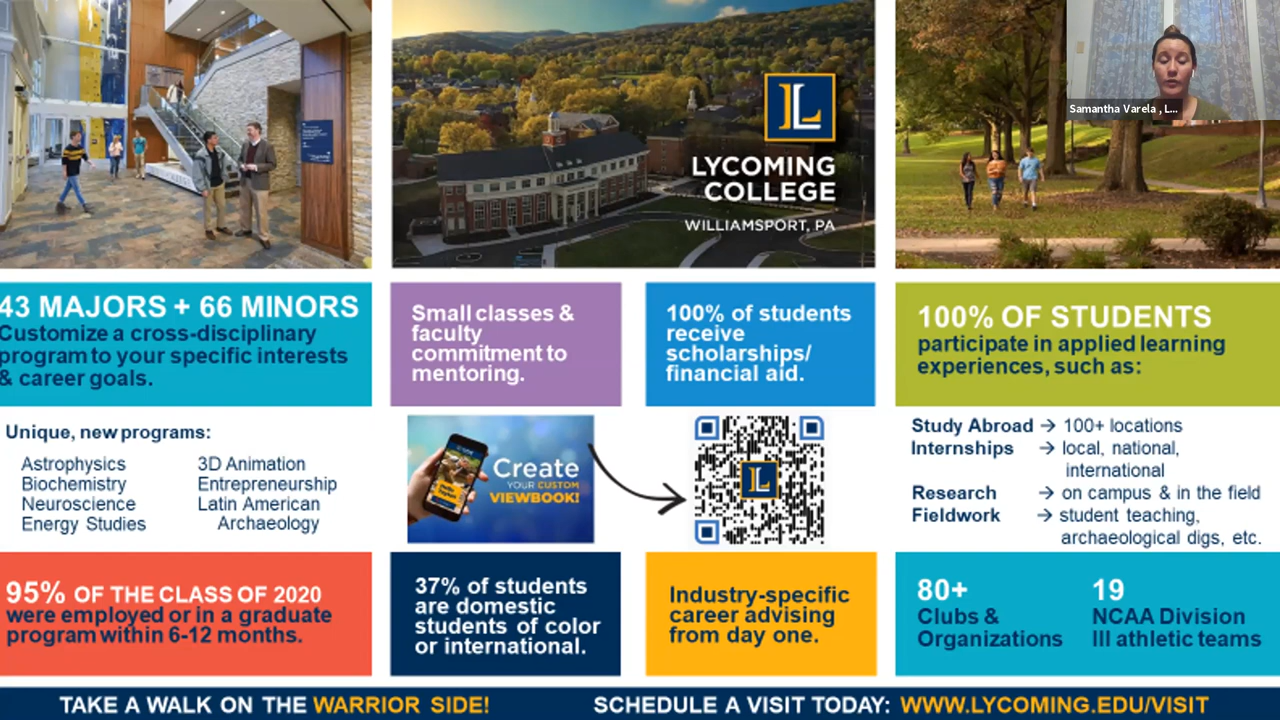 Samantha Varela , L...
L
LYCOMING
COLLEGE
WILLIAMSPORT, PA
43 MAJORS + 66 MINORS
Customize a cross-disciplinary
program to your specific interests
& career goals.
Small classes &
faculty
commitment to
mentoring.
100% of students
receive
scholarships/
financial aid.
100% OF STUDENTS
participate in applied learning
experiences, such as:
Unique, new programs:
Astrophysics
Biochemistry
Neuroscience
Energy Studies
3D Animation
Entrepreneurship
Latin American
Archaeology
Create
YOUR CUSTOM
VIEWBOOK!
L
Study Abroad → 100+ locations
Internships → local, national,
international
Research → on campus & in the field
Fieldwork → student teaching,
archaeological digs, etc.
95% OF THE CLASS OF 2020
were employed or in a graduate
program within 6-12 months.
37% of students
are domestic
students of color
or international.
Industry-specific
career advising
from day one.
80+
Clubs &
Organizations
19
NCAA Division
III athletic teams
TAKE A WALK ON THE WARRIOR SIDE!
SCHEDULE A VISIT TODAY: WWW.LYCOMING.EDU/VISIT